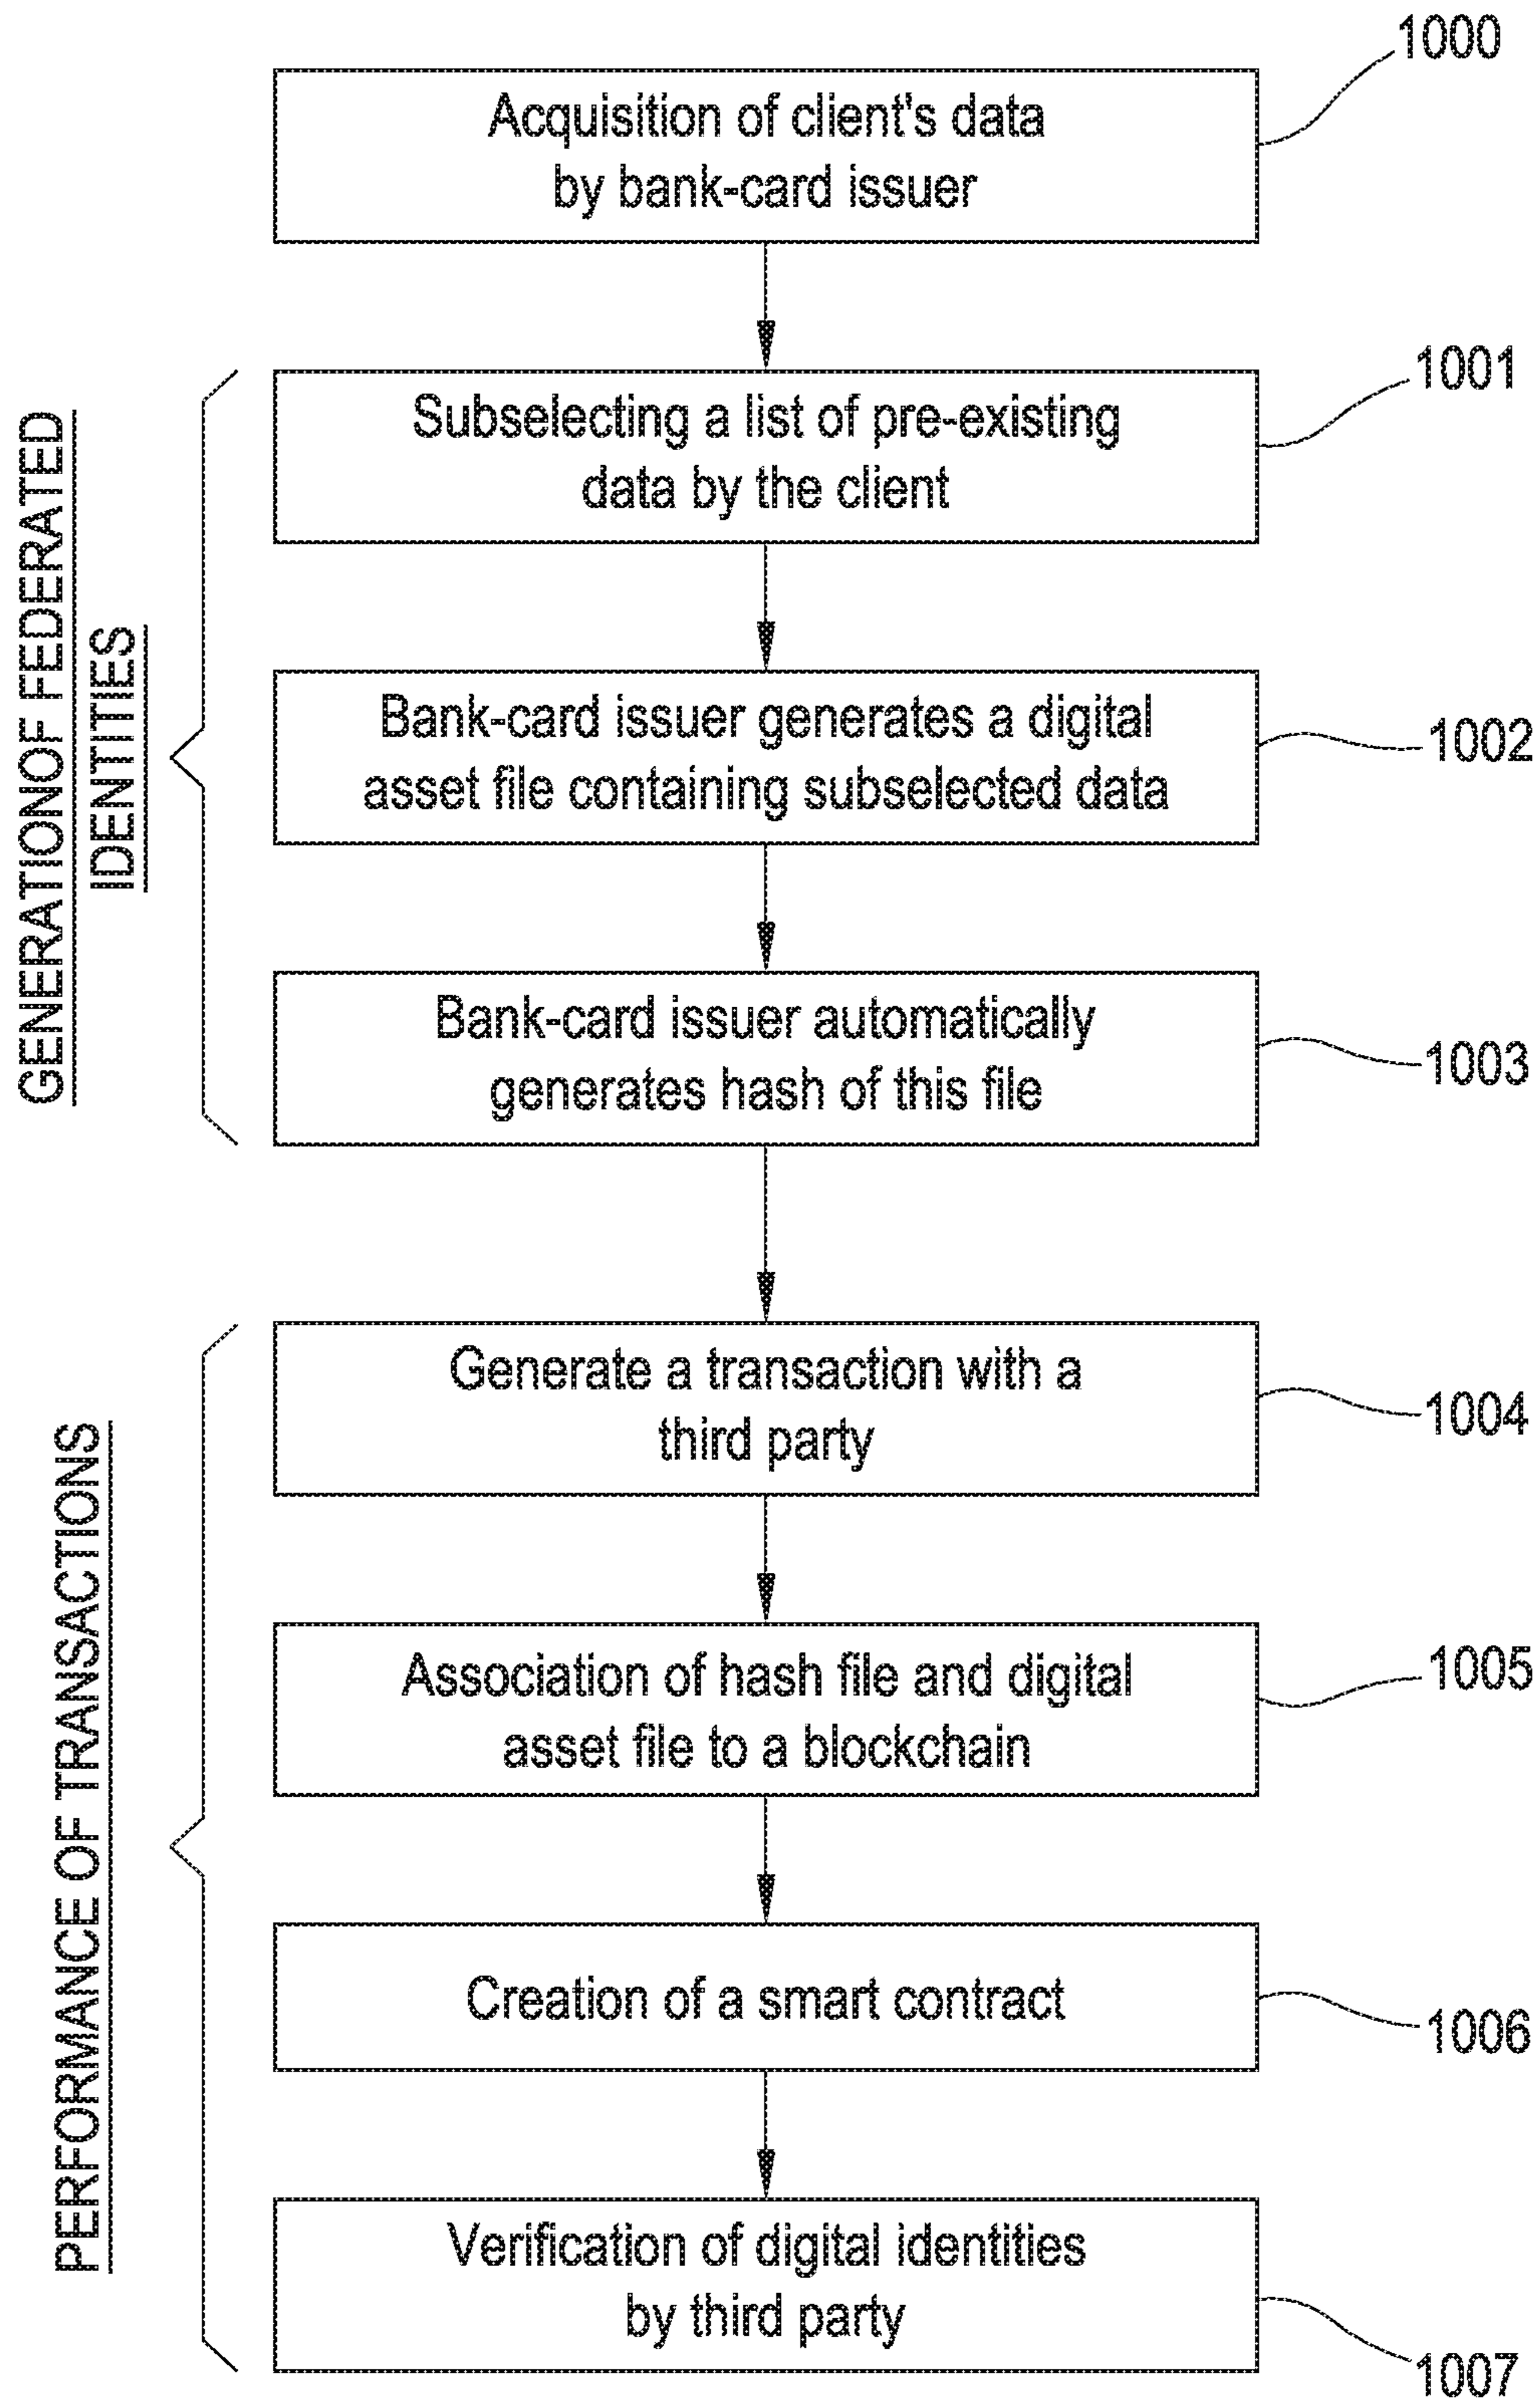 1000
Acquisition of client's data
by bank-card issuer
1001
Subselecting a list of pre-existing
data by the client
GENERATIONOF FEDERATED
IDENTITIES
Bank-card issuer generates a digital
asset file containing subselected data
1002
Bank-card issuer automatically
generates hash of this file
1003
Generate a transaction with a
third party
1004
PERFORMANCE OF TRANSACTIONS
Association of hash file and digital
asset file to a blockchain
1005
Creation of a smart contract
1006
Verification of digital identities
by third party
1007